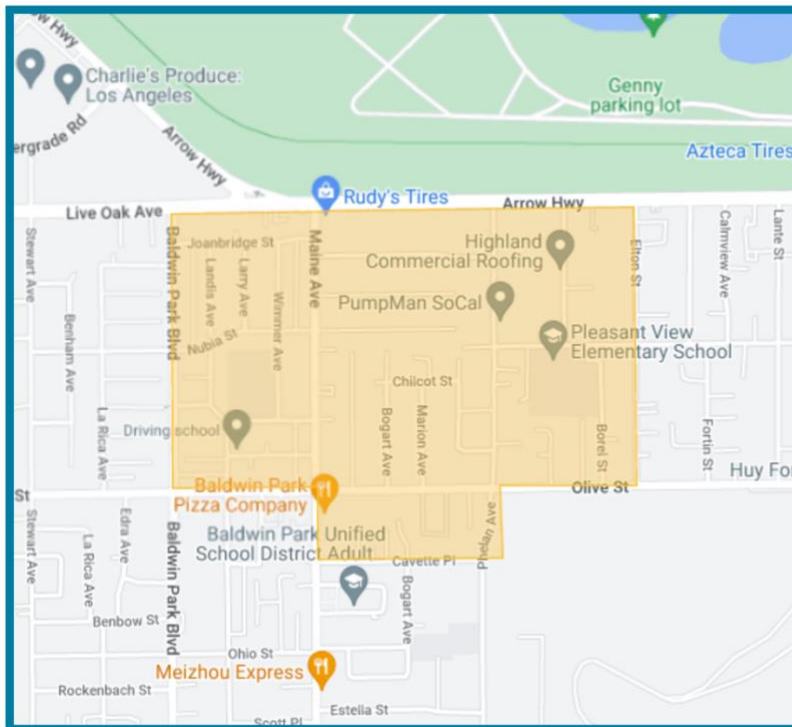 ow Hwy
Charlie's Produce:
Los Angeles
ergrade Rd
Arrow Hwy
Genny
parking lot
Azteca Tires
Rudy's Tires
Arrow Hwy
Live Oak Ave
Stewart Ave
Baldwin Park Blvd
Joanbridge St
Maine Ave
Highland
Commercial Roofing
Elton St
Calmview Ave
Lante St
Landis Ave
Larry Ave
Wimmer Ave
PumpMan SoCal
Benham Ave
Nubia St
Pleasant View
Elementary School
Chilcot St
La Rica Ave
Driving school
Bogart Ave
Marion Ave
Borel St
Fortin St
Huy Fon
St
Baldwin Park
Pizza Company
Olive St
Stewart Ave
La Rica Ave
Edra Ave
Baldwin Park Blvd
Baldwin Park Unified
School District Adult
Phelan Ave
Cavette Pl
Bogart Ave
Benbow St
Ohio St
Meizhou Express
Rockenbach St
Estella St
Scott Pl